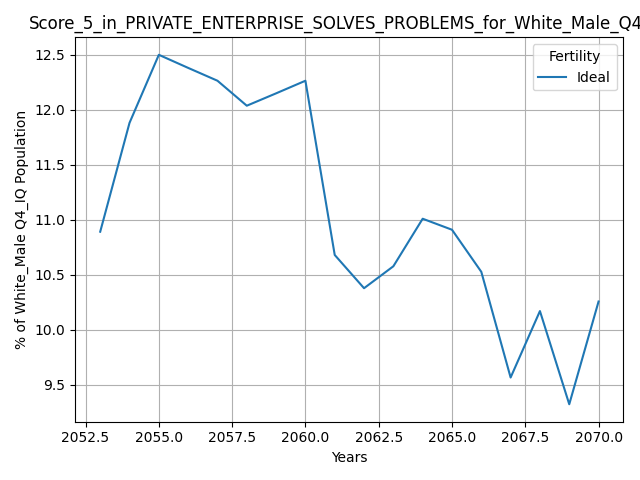 Score_5_in_PRIVATE_ENTERPRISE_SOLVES_PROBLEMS_for_White_Male_Q4
% of White_Male Q4_IQ Population
12.5
12.0
11.5
11.0
10.5
10.0
9.5
Fertility
Ideal
2052.5 2055.0 2057.5 2060.0 2062.5 2065.0 2067.5 2070.0
Years